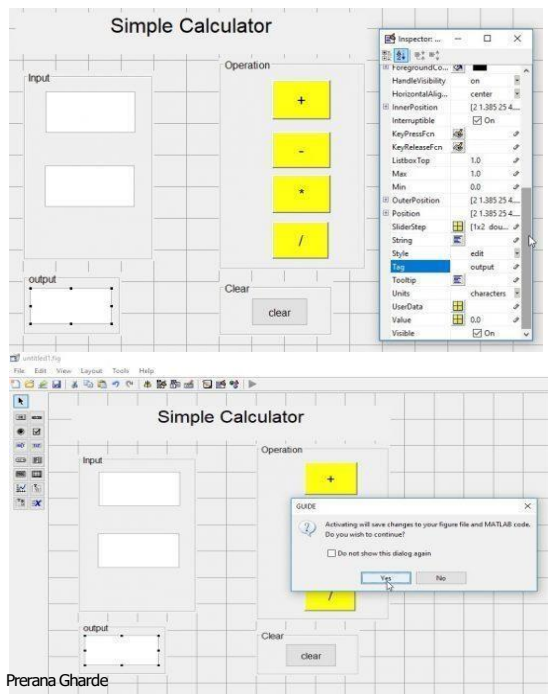 Simple Calculator
Input
Operation
+
-
*
/
output
Clear
clear
Inspector: ...
ForegroundCo...
HandleVisibility on
HorizontalAlig... center
InnerPosition [2 1.385 25 4....
Interruptible On
KeyPressFcn
KeyReleaseFcn
ListboxTop 1.0
Max 1.0
Min 0.0
OuterPosition [2 1.385 25 4....
Position [2 1.385 25 4....
SliderStep [1x2 dou...
String
Style edit
Tag output
Tooltip
Units characters
UserData
Value 0.0
Visible On
untitled1.fig
File Edit View Layout Tools Help
Simple Calculator
Input
Operation
+
GUIDE
Activating will save changes to your figure file and MATLAB code.
Do you wish to continue?
Do not show this dialog again
Yes No
/
output
Clear
clear
Prerana Gharde